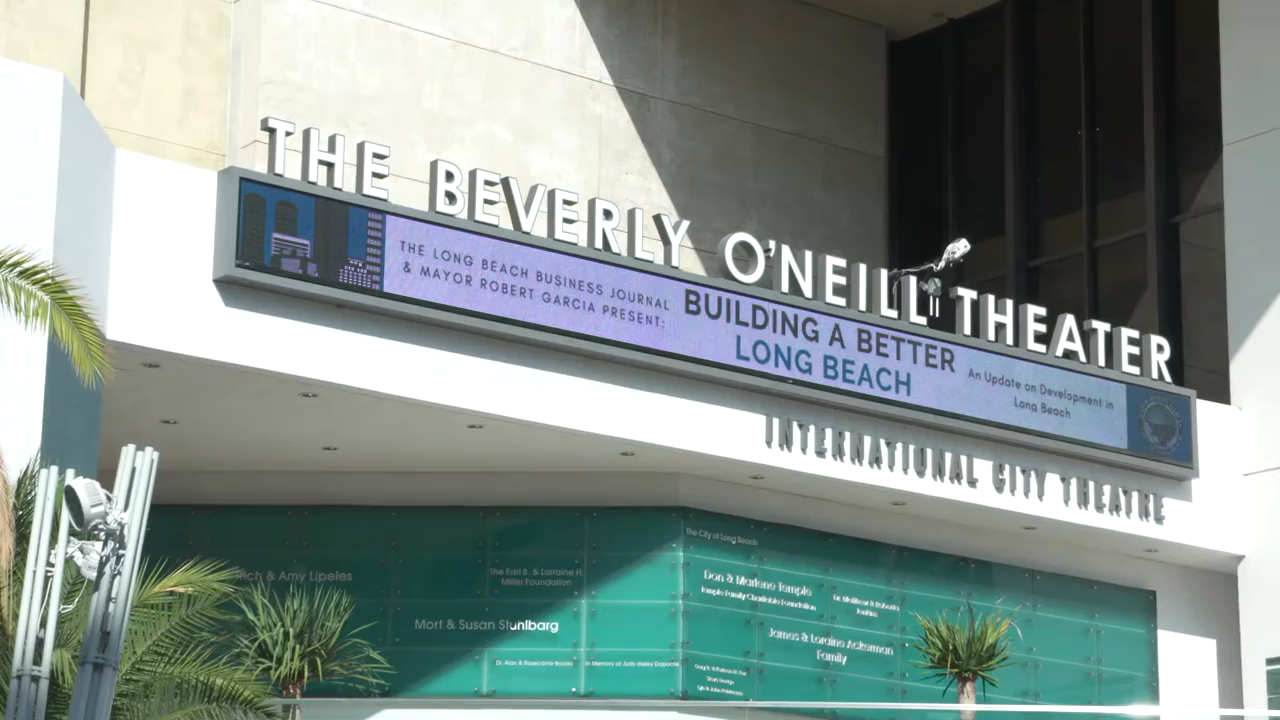 THE BEVERLY O'NEILL THEATER
THE LONG BEACH BUSINESS JOURNAL
& MAYOR ROBERT GARCIA PRESENT:
BUILDING A BETTER
LONG BEACH
An Update on Development in
Long Beach
INTERNATIONAL CITY THEATRE
The City of Long Beach
Rich & Amy Lipeles
The Earl B. & Lorraine H.
Miller Foundation
Don & Marlene Temple
Temple Family Charitable Foundation
Mort & Susan Stuhlbarg
James & Loraine Ackerman
Family
In Memory of Judy